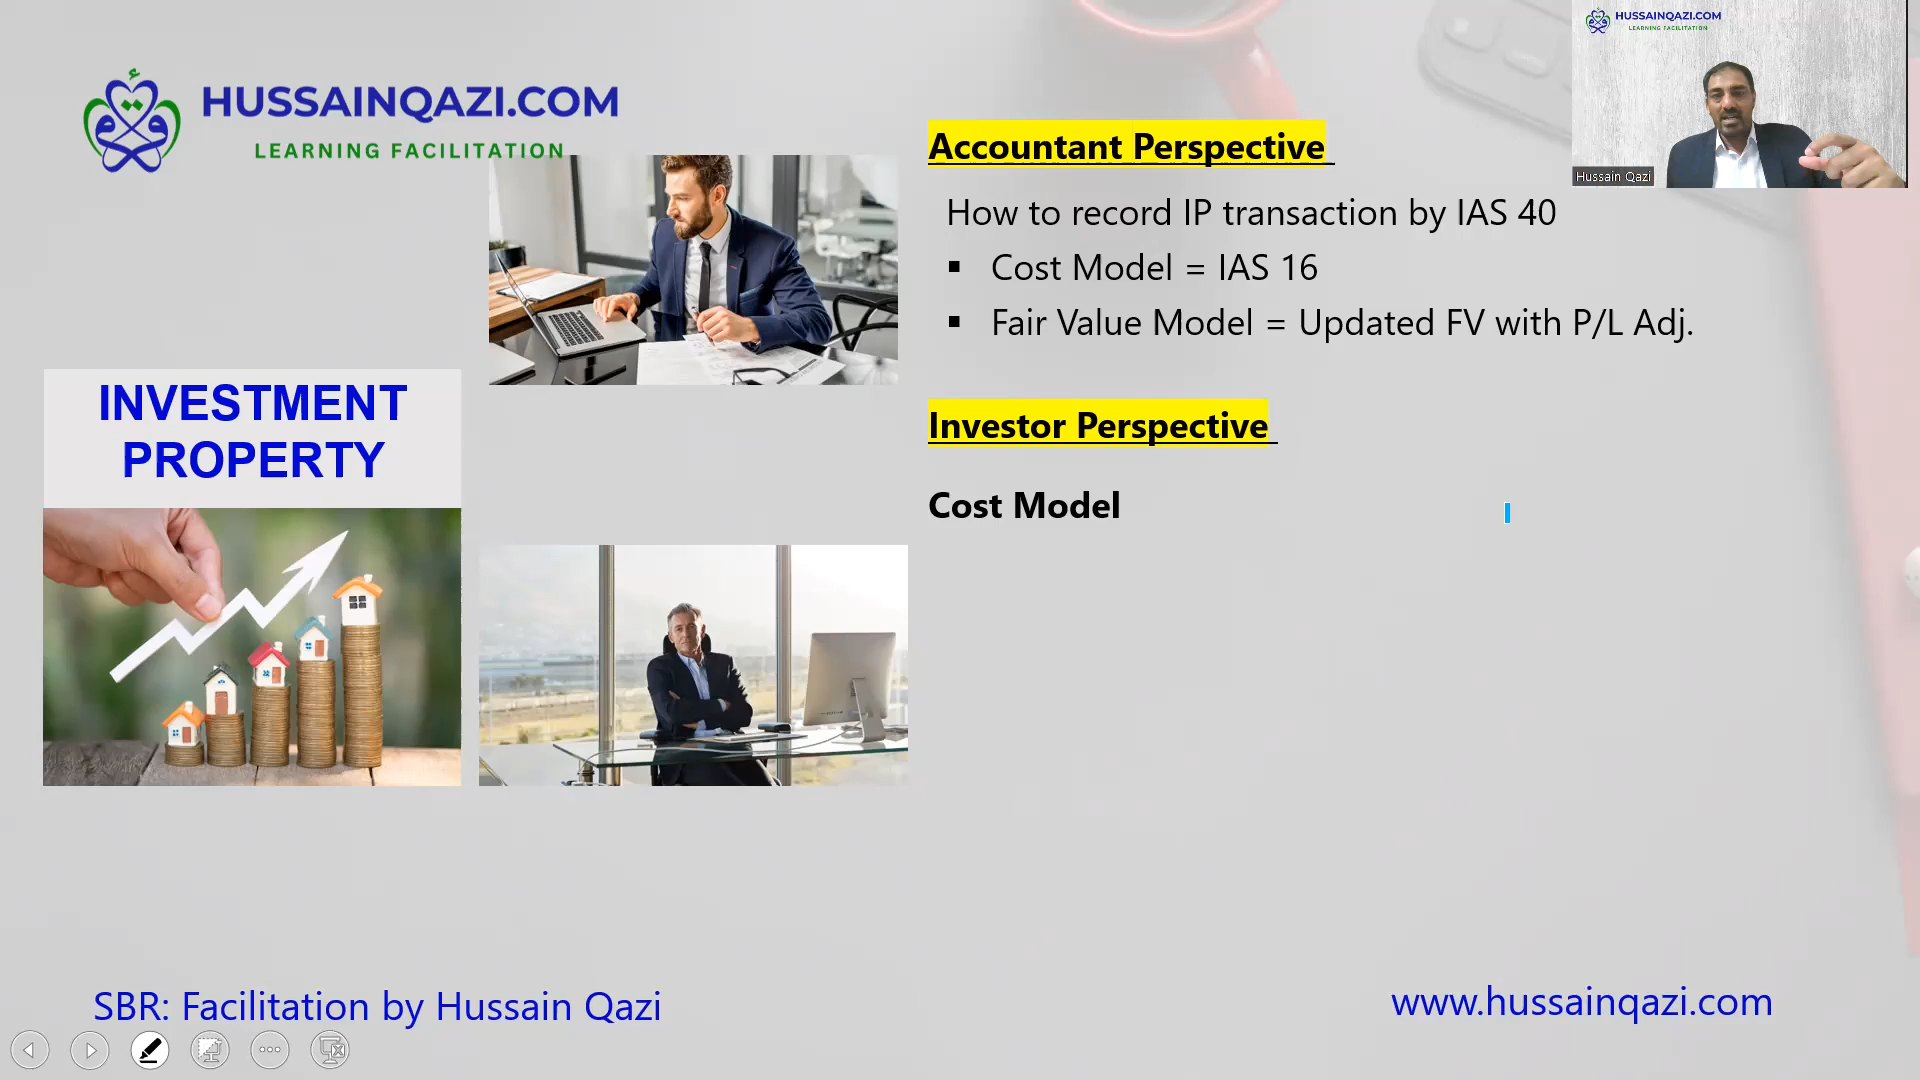 HUSSAINQAZI.COM
LEARNING FACILITATION
HUSSAINQAZI.COM
LEARNING FACILITATION
Hussain Qazi
Accountant Perspective
How to record IP transaction by IAS 40
▪ Cost Model = IAS 16
▪ Fair Value Model = Updated FV with P/L Adj.
INVESTMENT
PROPERTY
Investor Perspective
Cost Model
SBR: Facilitation by Hussain Qazi
www.hussainqazi.com